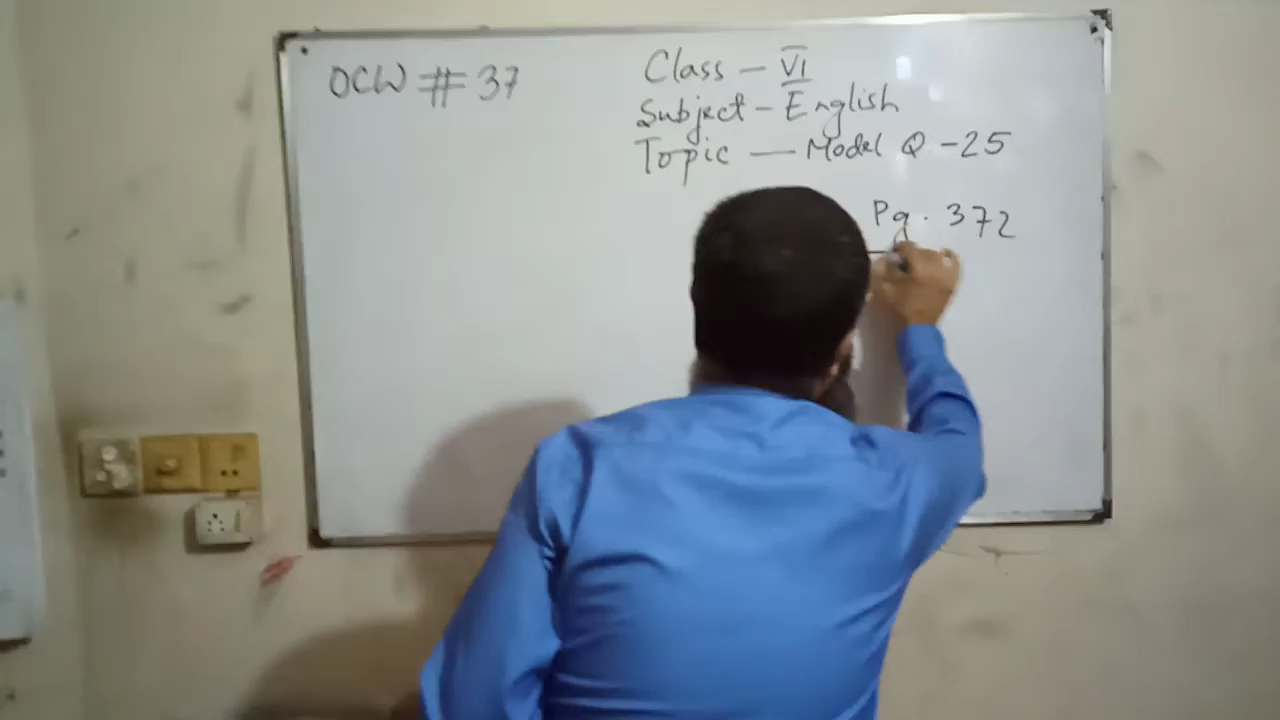 OCW # 37
Class - VI
Subject - English
Topic - Model Q - 25
Pg. 372